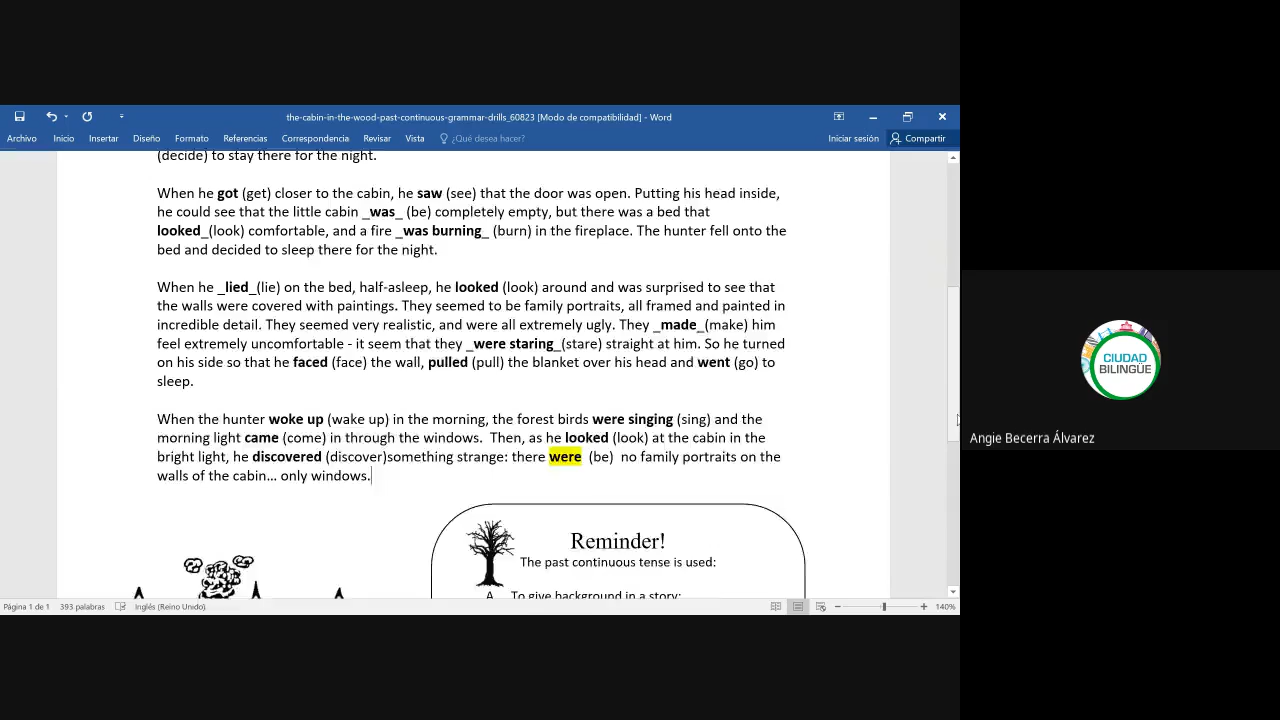 the-cabin-in-the-wood-past-continuous-grammar-drills_60823 [Modo de compatibilidad] - Word
Archivo Inicio Insertar Diseño Formato Referencias Correspondencia Revisar Vista ¿Qué desea hacer? Iniciar sesión Compartir
(decide) to stay there for the night.
When he got (get) closer to the cabin, he saw (see) that the door was open. Putting his head inside,
he could see that the little cabin _was_ (be) completely empty, but there was a bed that
looked_(look) comfortable, and a fire _was burning_ (burn) in the fireplace. The hunter fell onto the
bed and decided to sleep there for the night.
When he _lied_(lie) on the bed, half-asleep, he looked (look) around and was surprised to see that
the walls were covered with paintings. They seemed to be family portraits, all framed and painted in
incredible detail. They seemed very realistic, and were all extremely ugly. They _made_(make) him
feel extremely uncomfortable - it seem that they _were staring_(stare) straight at him. So he turned
on his side so that he faced (face) the wall, pulled (pull) the blanket over his head and went (go) to
sleep.
When the hunter woke up (wake up) in the morning, the forest birds were singing (sing) and the
morning light came (come) in through the windows.  Then, as he looked (look) at the cabin in the
bright light, he discovered (discover)something strange: there were (be) no family portraits on the
walls of the cabin... only windows.
Reminder!
The past continuous tense is used:
A To give background in a story:
Página 1 de 1 393 palabras Inglés (Reino Unido) 140%
CIUDAD
BILINGÜE
Angie Becerra Álvarez